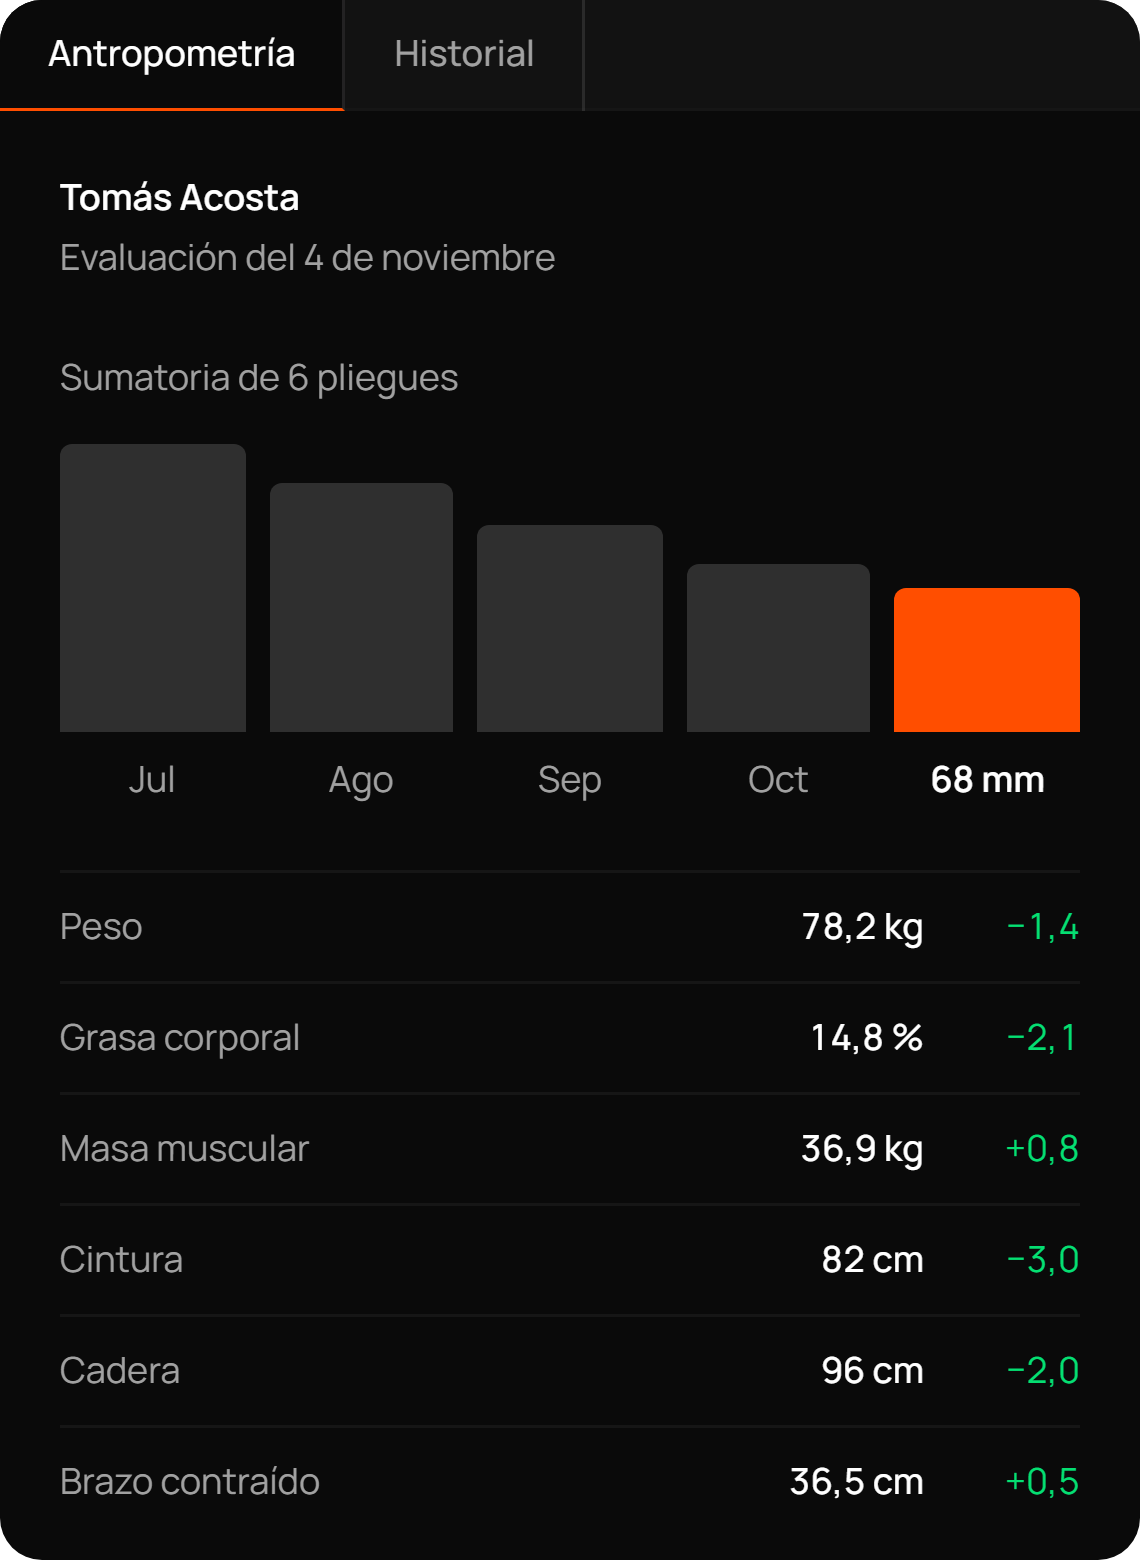 Antropometría Historial
Tomás Acosta
Evaluación del 4 de noviembre
Sumatoria de 6 pliegues
Jul Ago Sep Oct 68 mm
Peso 78,2 kg −1,4
Grasa corporal 14,8 % −2,1
Masa muscular 36,9 kg +0,8
Cintura 82 cm −3,0
Cadera 96 cm −2,0
Brazo contraído 36,5 cm +0,5